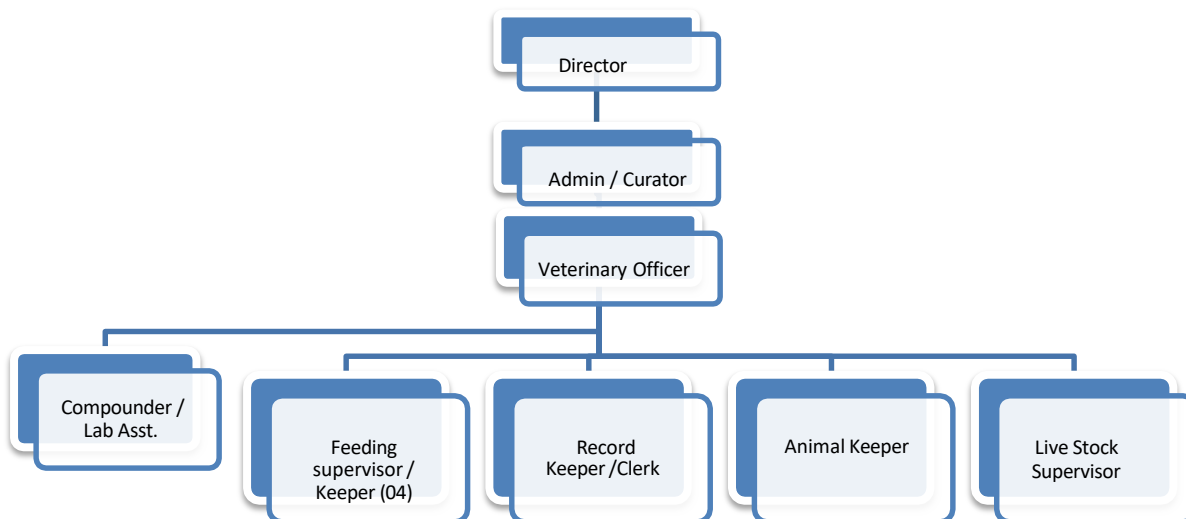 Director
Admin / Curator
Veterinary Officer
Compounder /
Lab Asst.
Feeding
supervisor /
Keeper (04)
Record
Keeper /Clerk
Animal Keeper
Live Stock
Supervisor